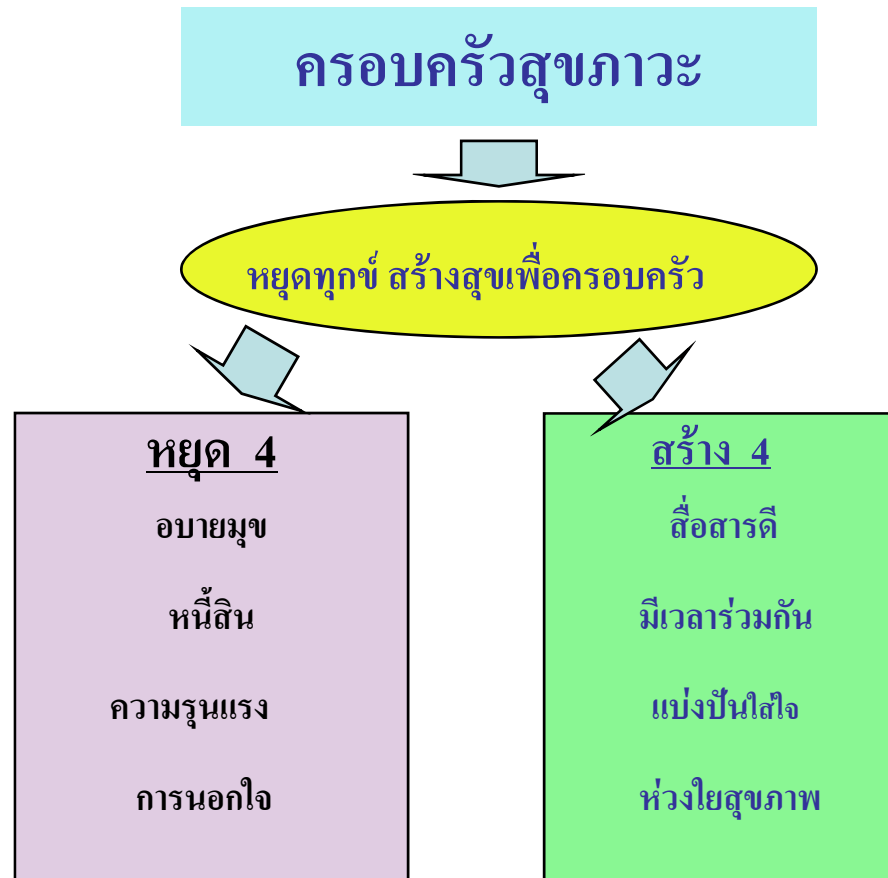 ครอบครัวสุขภาวะ
หยุดทุกข์ สร้างสุขเพื่อครอบครัว
หยุด 4
อบายมุข
หนี้สิน
ความรุนแรง
การนอกใจ
สร้าง 4
สื่อสารดี
มีเวลาร่วมกัน
แบ่งปันใส่ใจ
ห่วงใยสุขภาพ